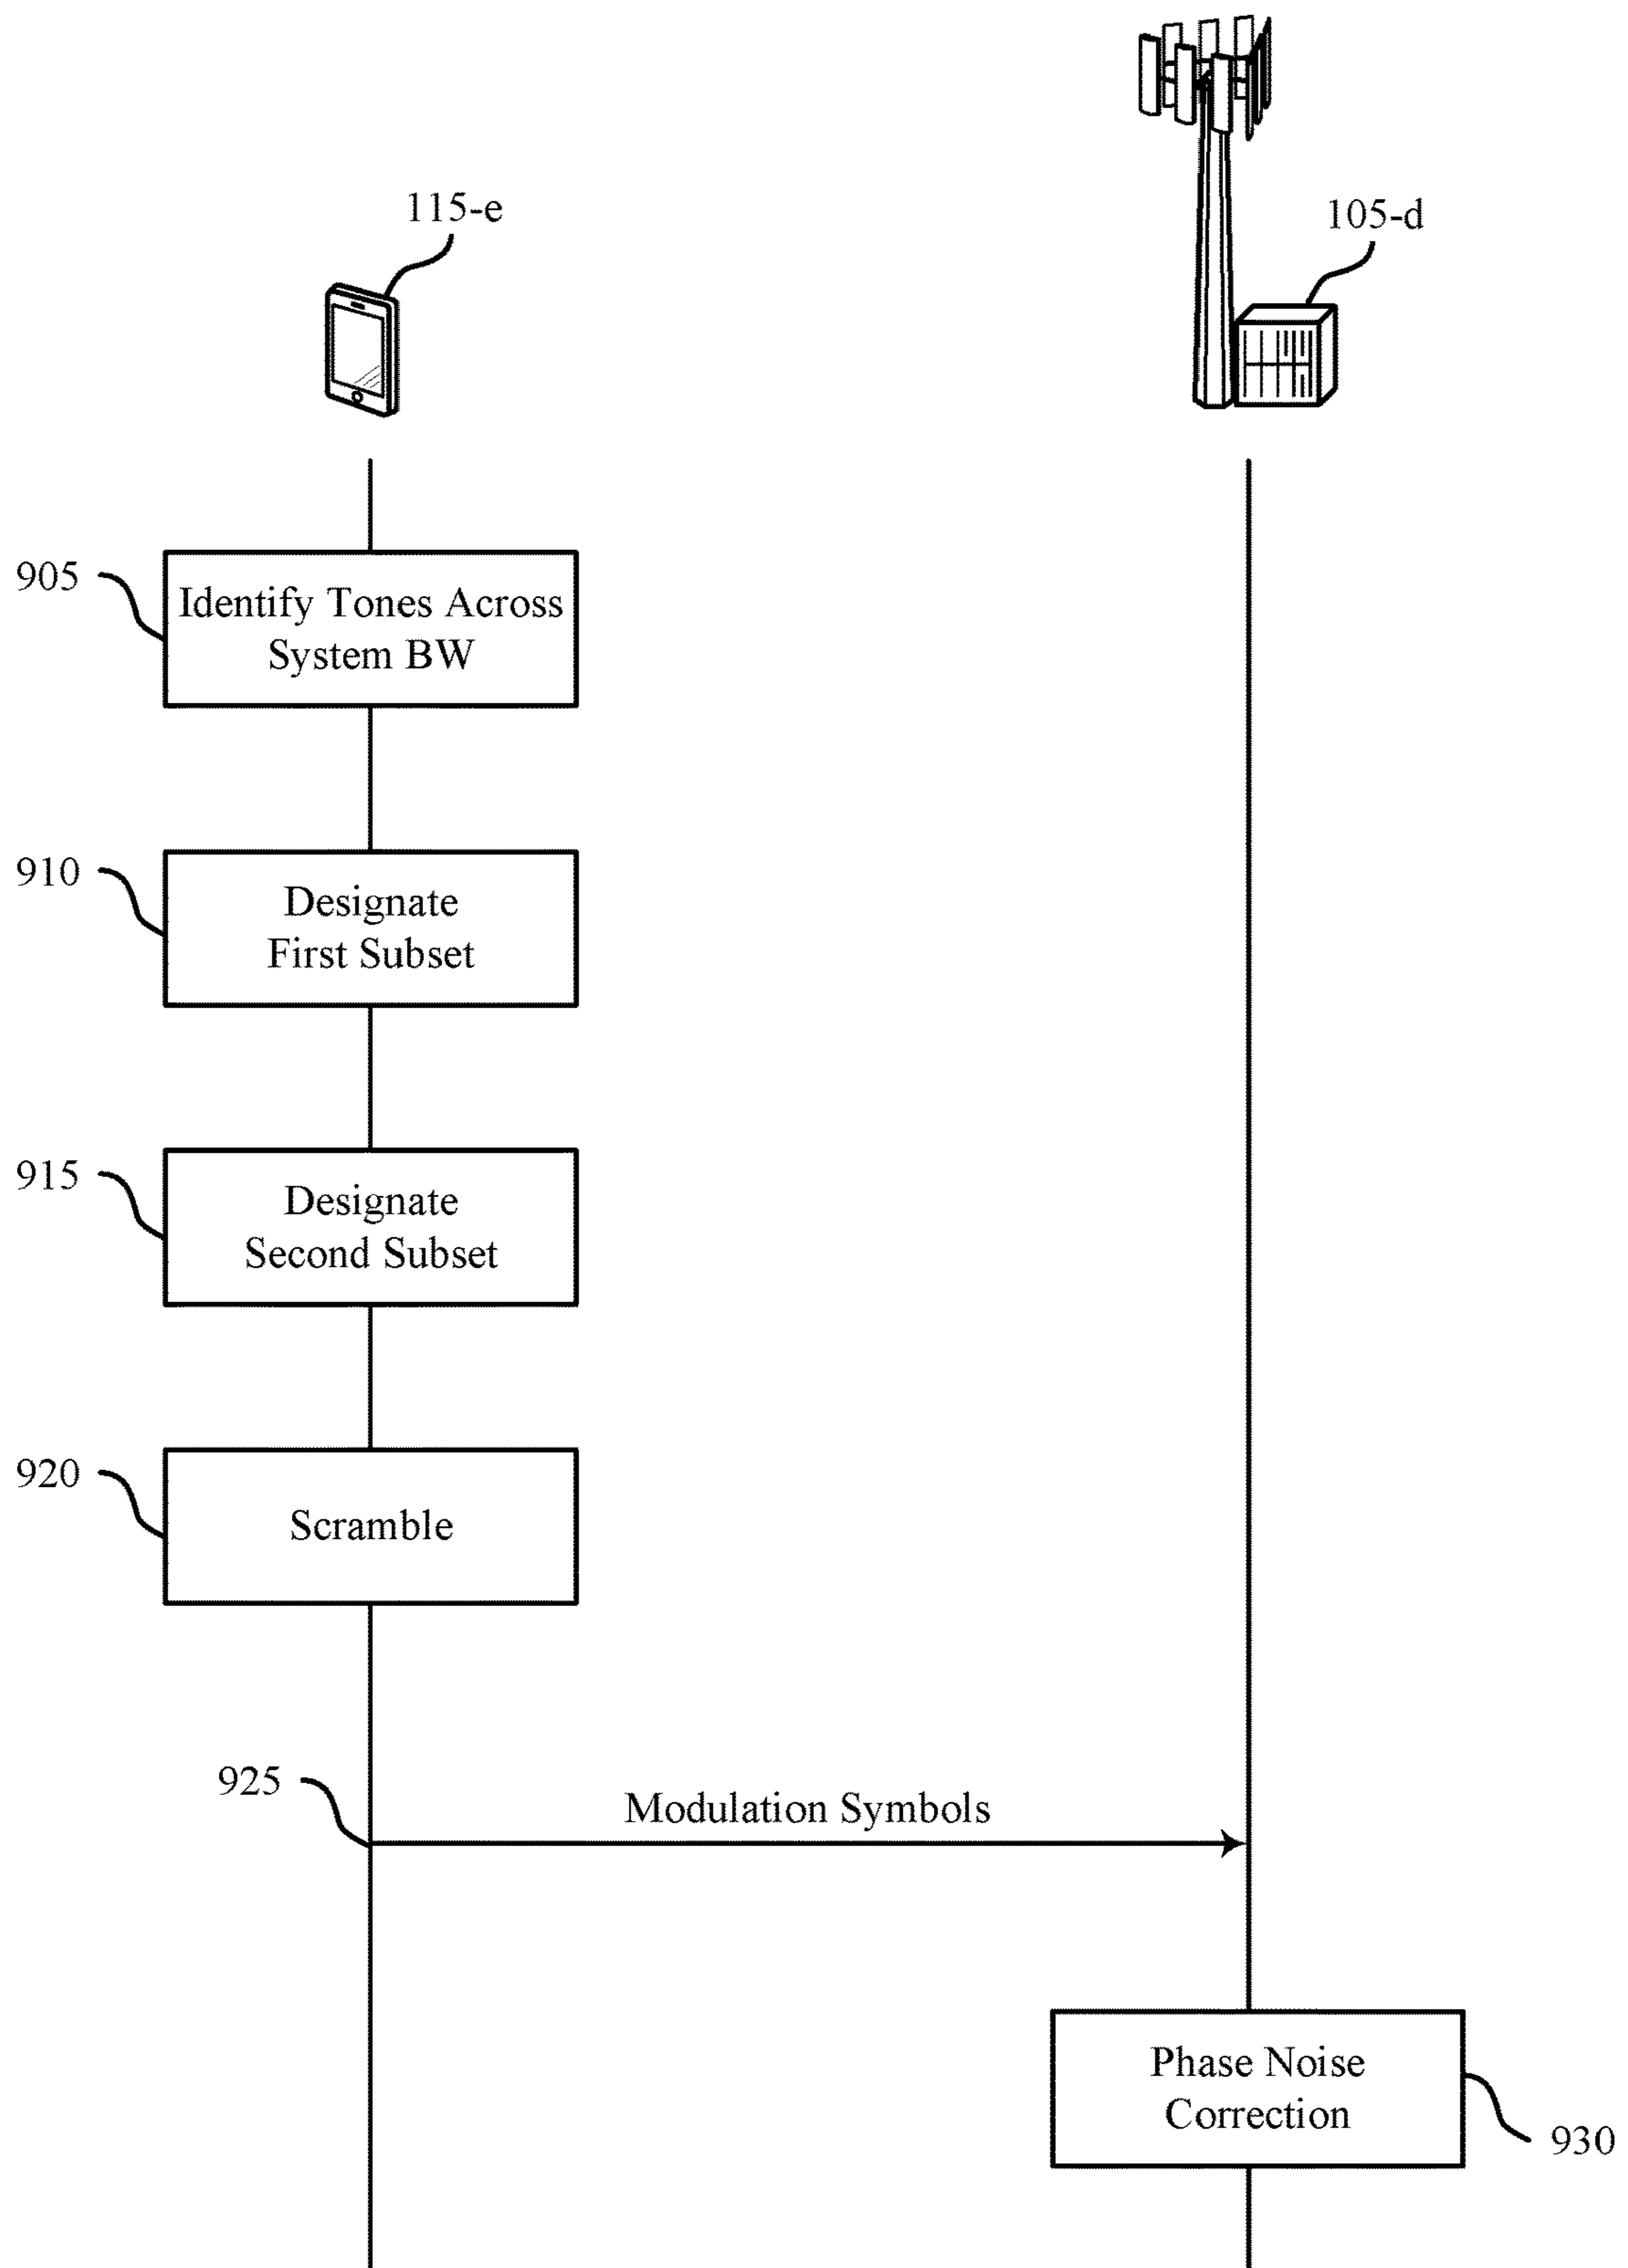 115-e
105-d
905
Identify Tones Across
System BW
910
Designate
First Subset
915
Designate
Second Subset
920
Scramble
925
Modulation Symbols
Phase Noise
Correction
930